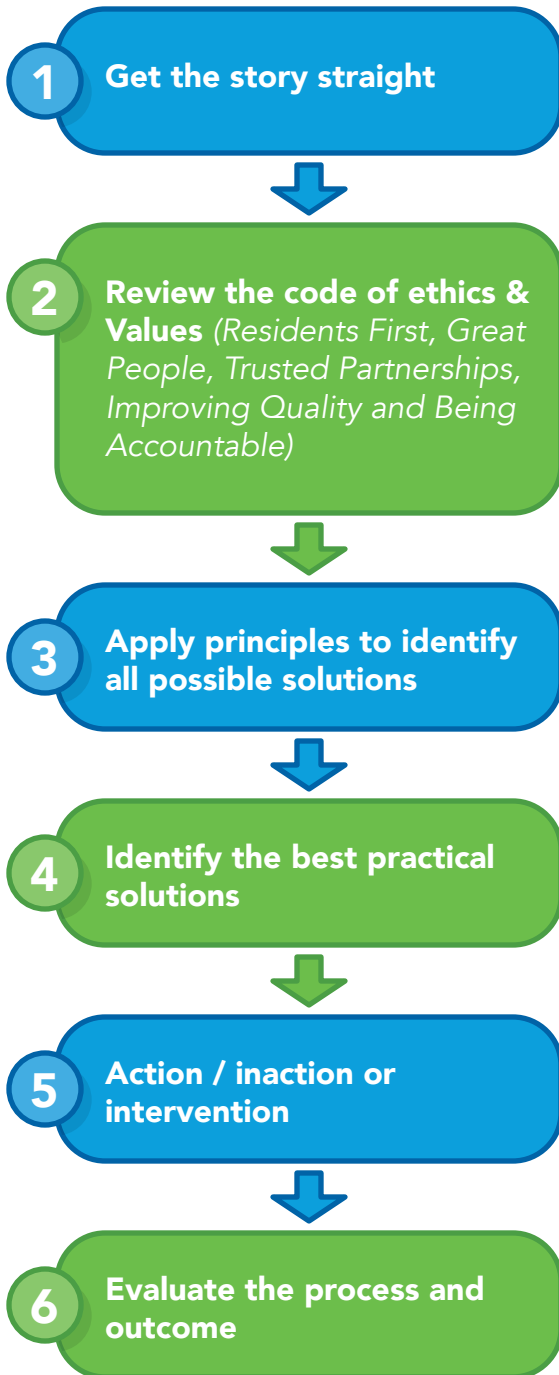 1
Get the story straight
2
Review the code of ethics &
Values (Residents First, Great
People, Trusted Partnerships,
Improving Quality and Being
Accountable)
3
Apply principles to identify
all possible solutions
4
Identify the best practical
solutions
5
Action / inaction or
intervention
6
Evaluate the process and
outcome